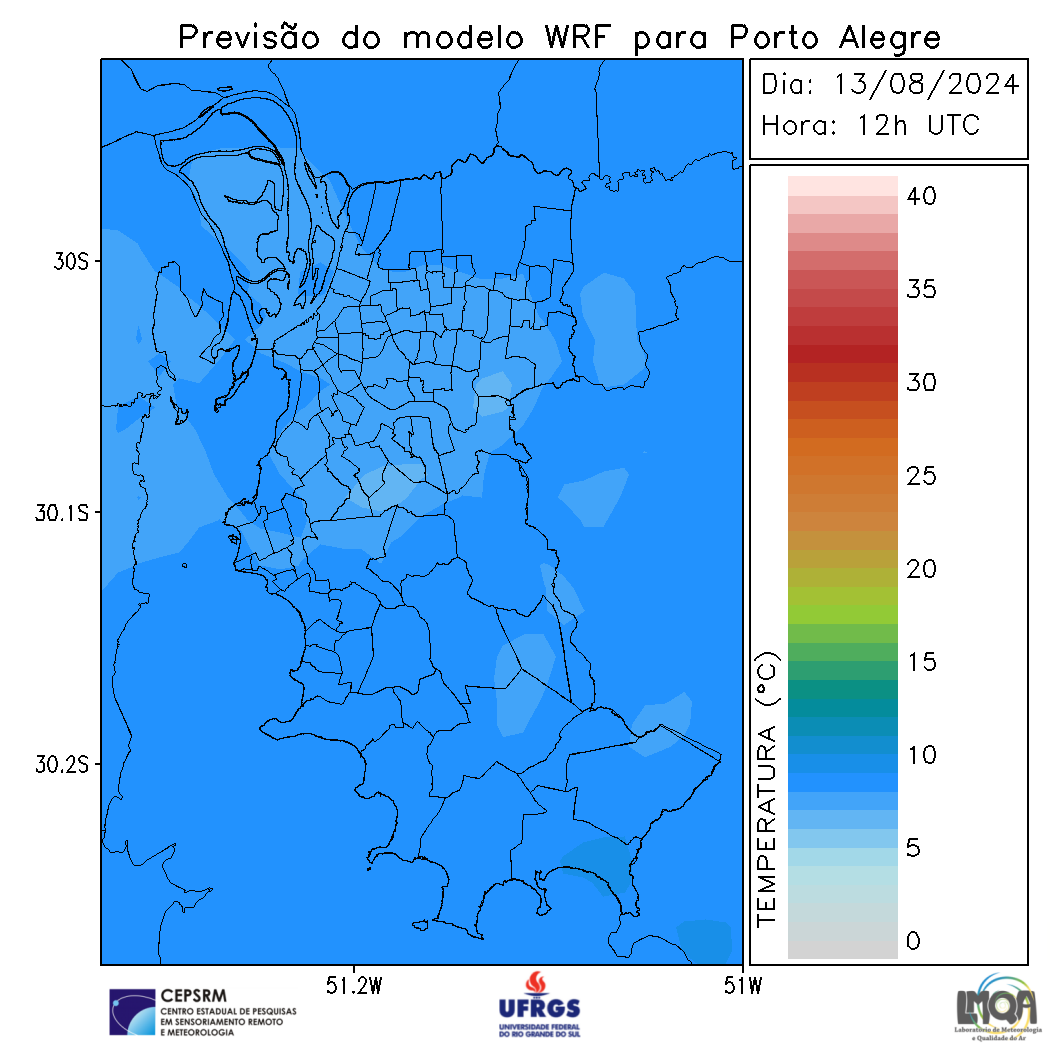 Previsão do modelo WRF para Porto Alegre
Dia: 13/08/2024
Hora: 12h UTC
40
35
30
25
20
15
10
5
0
TEMPERATURA (°C)
30S
30.1S
30.2S
51.2W
51W
CEPSRM
CENTRO ESTADUAL DE PESQUISAS
EM SENSORIAMENTO REMOTO
E METEOROLOGIA
UFRGS
UNIVERSIDADE FEDERAL
DO RIO GRANDE DO SUL
LMQA
Laboratório de Meteorologia
e Qualidade do Ar